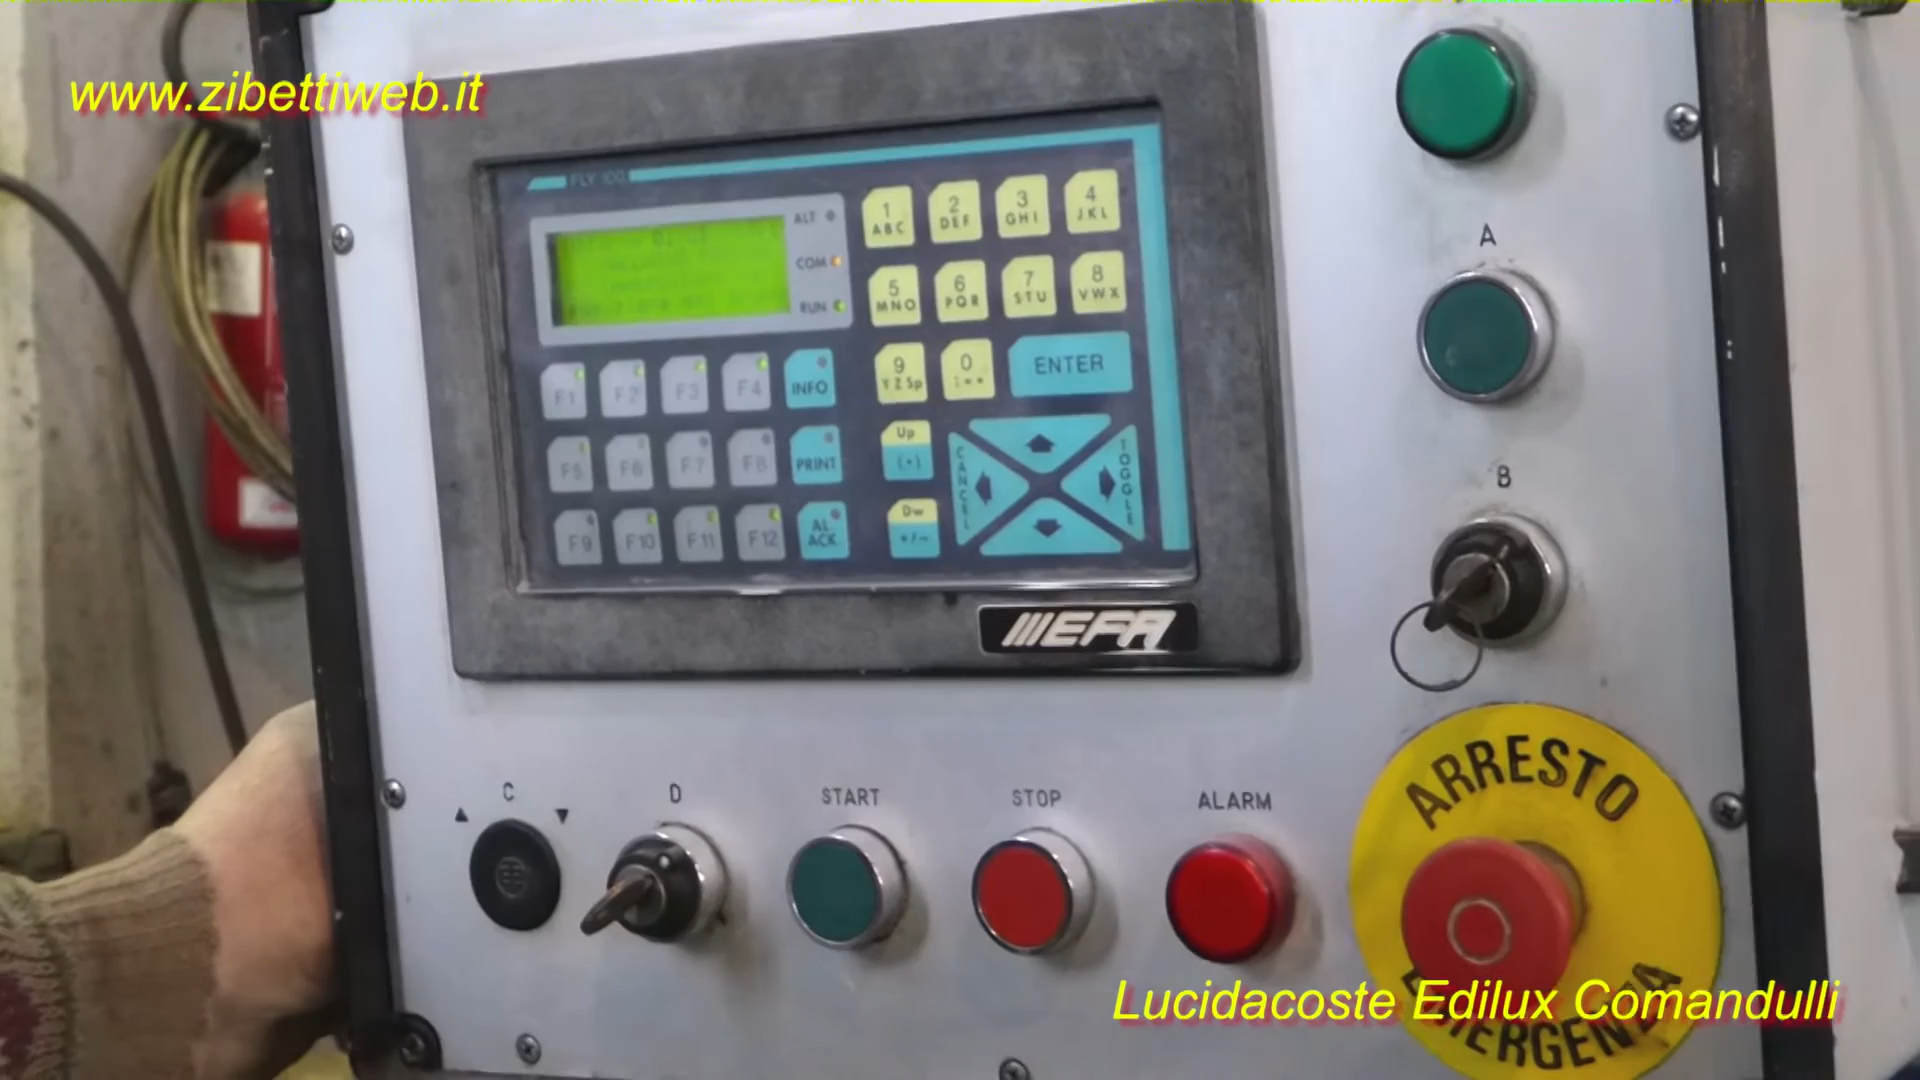 www.zibettiweb.it
FLY 100
ALT
COM
RUN
1 ABC
2 DEF
3 GHI
4 JKL
5 MNO
6 PQR
7 STU
8 VWX
9 YZSp
0
ENTER
F1 F2 F3 F4 INFO
F5 F6 F7 F8 PRINT
F9 F10 F11 F12 AL ACK
Up
(•)
Dw
+/-
CANCEL
TOGGLE
EFA
A
B
C
D
START
STOP
ALARM
ARRESTO
EMERGENZA
Lucidacoste Edilux Comandulli